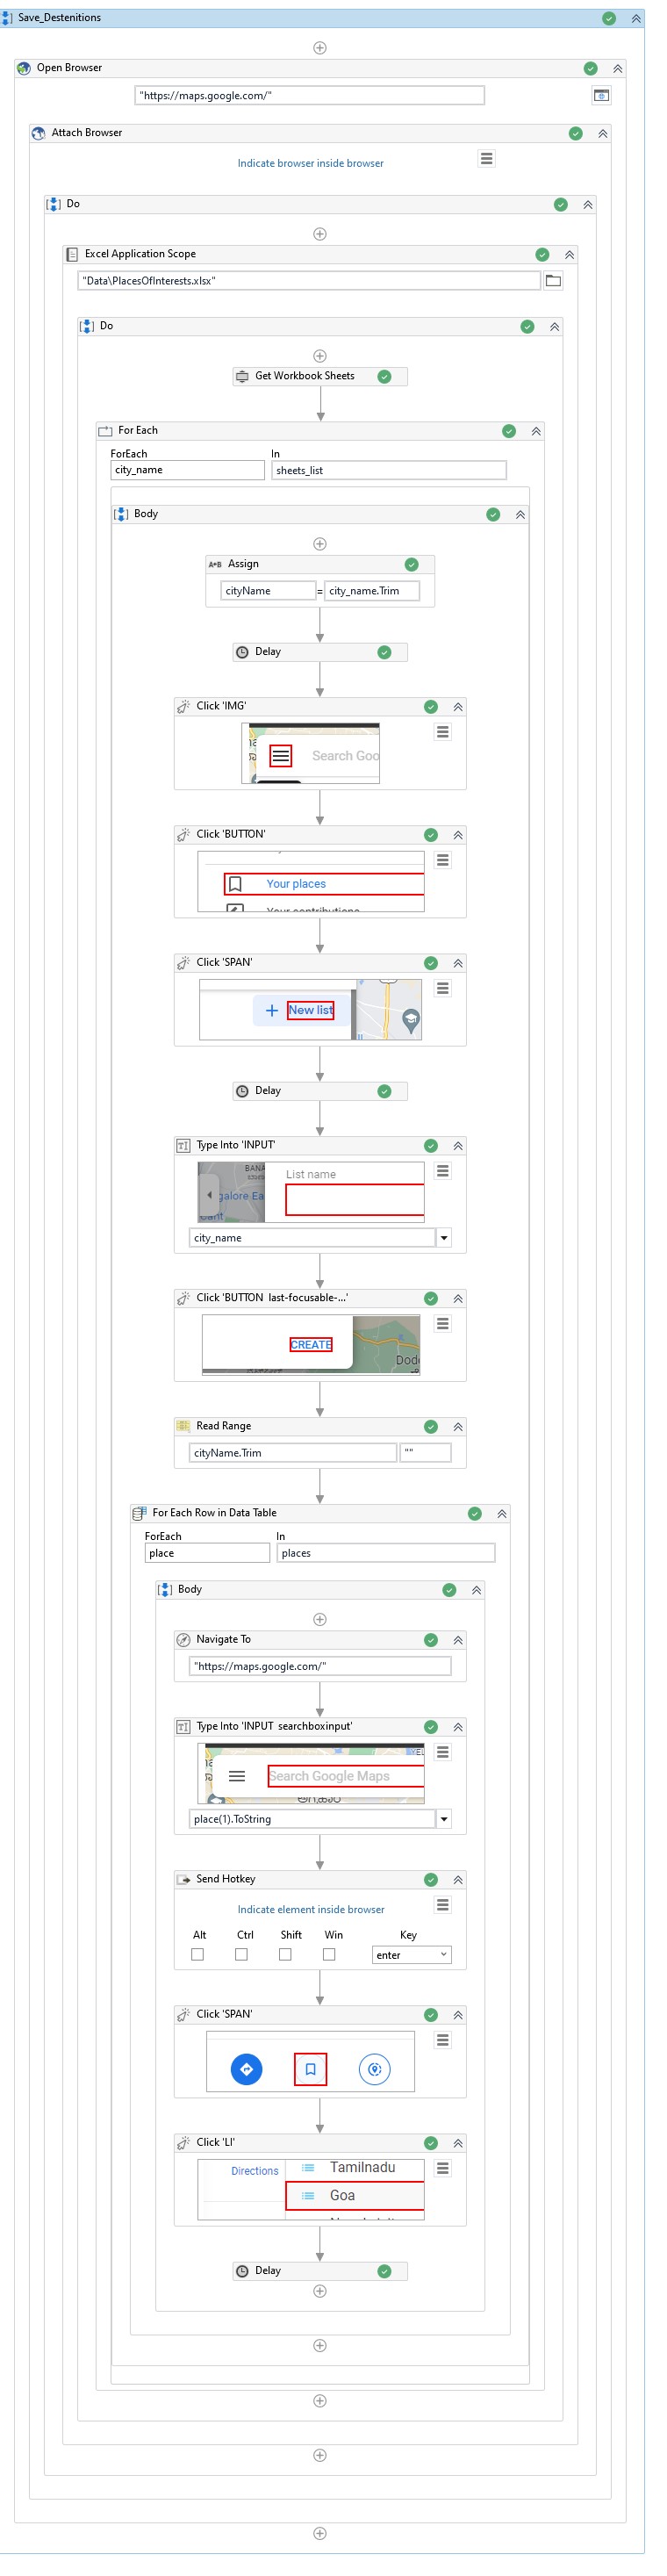 Save_Destenitions
Open Browser
"https://maps.google.com/"
Attach Browser
Indicate browser inside browser
Do
Excel Application Scope
"Data\PlacesOfInterests.xlsx"
Do
Get Workbook Sheets
For Each
ForEach In
city_name sheets_list
Body
A*B Assign
cityName = city_name.Trim
Delay
Click 'IMG'
Search Goo
Click 'BUTTON'
Your places
Your contributions
Click 'SPAN'
New list
Delay
Type Into 'INPUT'
BANA
List name
galore Ea
Cant
city_name
Click 'BUTTON last-focusable-...'
CREATE
Dod
Read Range
cityName.Trim ""
For Each Row in Data Table
ForEach In
place places
Body
Navigate To
"https://maps.google.com/"
Type Into 'INPUT searchboxinput'
YEL
Search Google Maps
place(1).ToString
Send Hotkey
Indicate element inside browser
Alt Ctrl Shift Win Key
enter
Click 'SPAN'
Click 'LI'
Tamilnadu
Directions
Goa
Delay